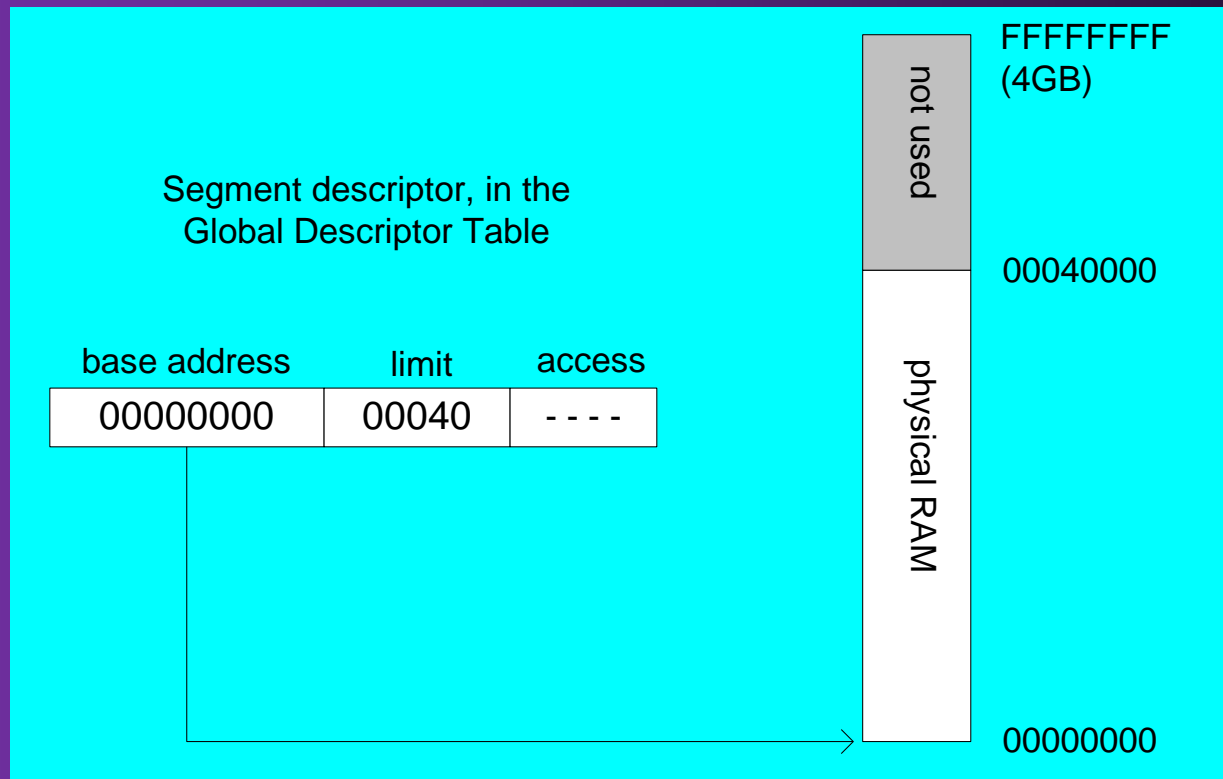 FFFFFFFF
(4GB)
not used
Segment descriptor, in the
Global Descriptor Table
00040000
base address limit access
00000000 00040 - - - -
physical RAM
00000000